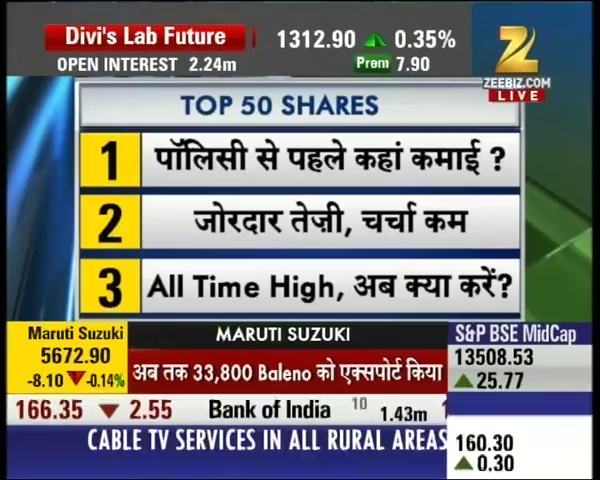 Divi's Lab Future
1312.90 0.35%
OPEN INTEREST 2.24m
Prem 7.90
ZEEBIZ.COM
LIVE
TOP 50 SHARES
1 पॉलिसी से पहले कहां कमाई ?
2 जोरदार तेज़ी, चर्चा कम
3 All Time High, अब क्या करें?
Maruti Suzuki
5672.90
-8.10 -0.14%
MARUTI SUZUKI
अब तक 33,800 Baleno को एक्सपोर्ट किया
S&P BSE MidCap
13508.53
25.77
166.35 2.55 Bank of India 10 1.43m
CABLE TV SERVICES IN ALL RURAL AREAS
160.30
0.30